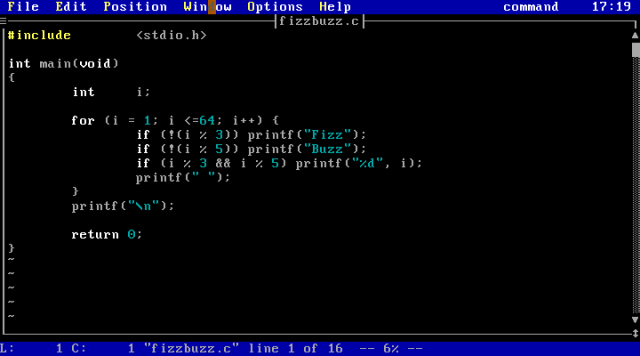 File Edit Position Window Options Help command 17:19
fizzbuzz.c
#include <stdio.h>
int main(void)
{
int i;
for (i = 1; i <=64; i++) {
if (!(i % 3)) printf("Fizz");
if (!(i % 5)) printf("Buzz");
if (i % 3 && i % 5) printf("%d", i);
printf(" ");
}
printf("\n");
return 0;
}
~
~
~
~
~
L: 1 C: 1 "fizzbuzz.c" line 1 of 16 -- 6% --